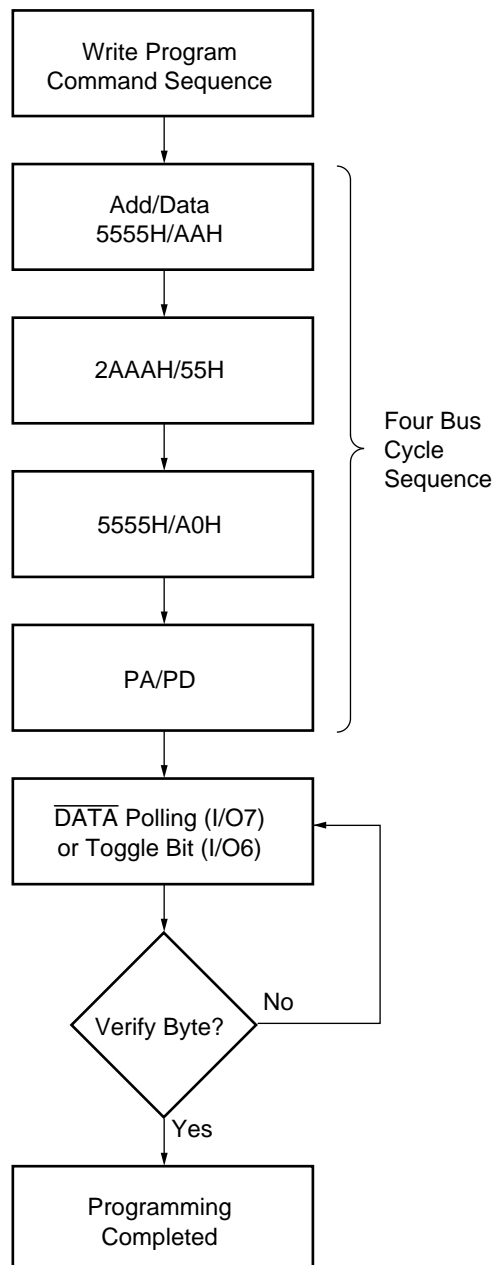 Write Program
Command Sequence
Add/Data
5555H/AAH
2AAAH/55H
5555H/A0H
PA/PD
Four Bus
Cycle
Sequence
DATA Polling (I/O7)
or Toggle Bit (I/O6)
Verify Byte?
No
Yes
Programming
Completed